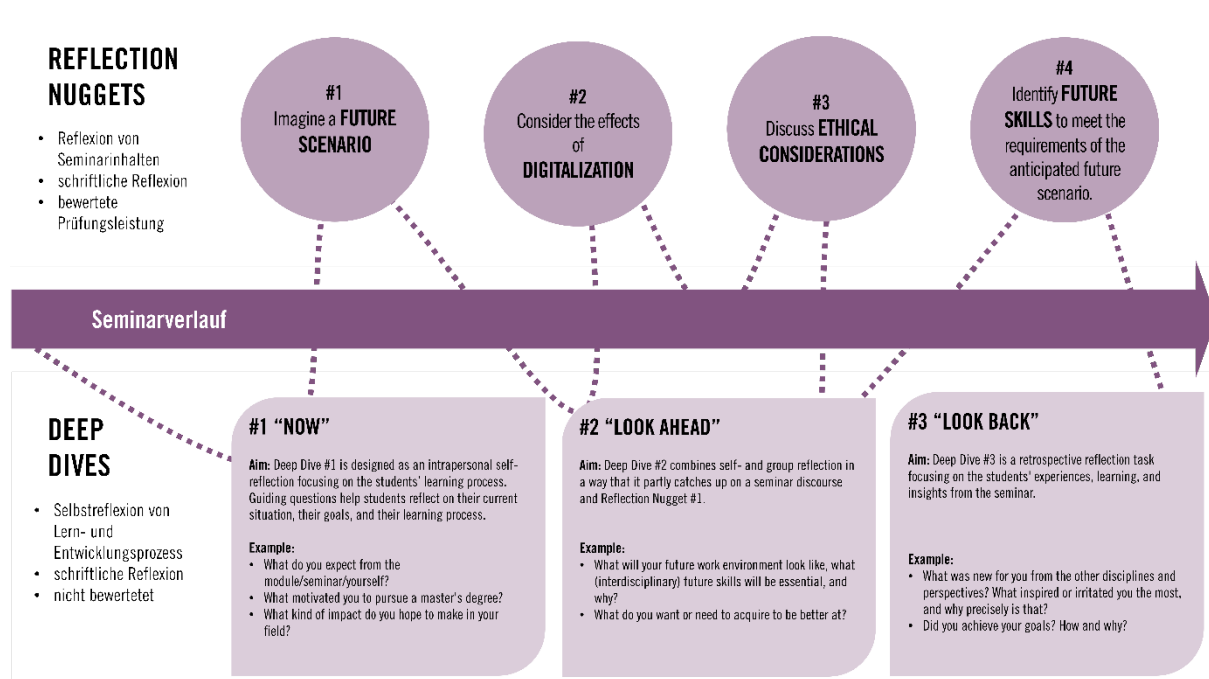 REFLECTION
NUGGETS
• Reflexion von
Seminarinhalten
• schriftliche Reflexion
• bewertete
Prüfungsleistung
#1
Imagine a FUTURE
SCENARIO
#2
Consider the effects
of
DIGITALIZATION
#3
Discuss ETHICAL
CONSIDERATIONS
#4
Identify FUTURE
SKILLS to meet the
requirements of the
anticipated future
scenario.
Seminarverlauf
DEEP
DIVES
• Selbstreflexion von
Lern- und
Entwicklungsprozess
• schriftliche Reflexion
• nicht bewertetet
#1 “NOW”
Aim: Deep Dive #1 is designed as an intrapersonal self-
reflection focusing on the students' learning process.
Guiding questions help students reflect on their current
situation, their goals, and their learning process.
Example:
• What do you expect from the
module/seminar/yourself?
• What motivated you to pursue a master's degree?
• What kind of impact do you hope to make in your
field?
#2 “LOOK AHEAD”
Aim: Deep Dive #2 combines self- and group reflection in
a way that it partly catches up on a seminar discourse
and Reflection Nugget #1.
Example:
• What will your future work environment look like, what
(interdisciplinary) future skills will be essential, and
why?
• What do you want or need to acquire to be better at?
#3 “LOOK BACK”
Aim: Deep Dive #3 is a retrospective reflection task
focusing on the students' experiences, learning, and
insights from the seminar.
Example:
• What was new for you from the other disciplines and
perspectives? What inspired or irritated you the most,
and why precisely is that?
• Did you achieve your goals? How and why?